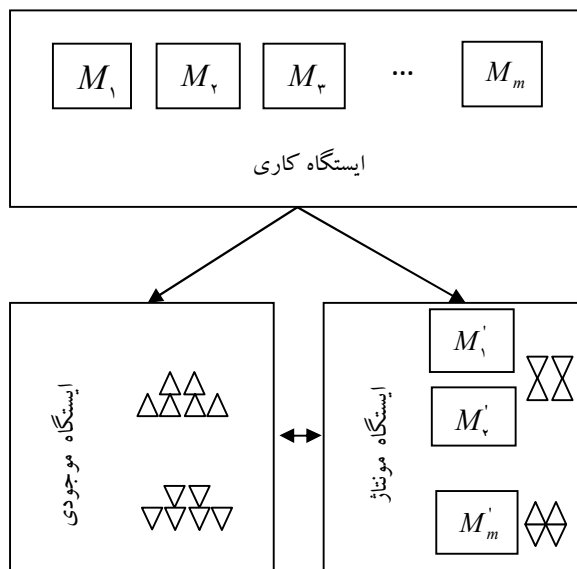 M۱ M۲ M۳ ... Mm
ایستگاه کاری
ایستگاه موجودی
ایستگاه مونتاژ
M'۱
M'۲
M'm